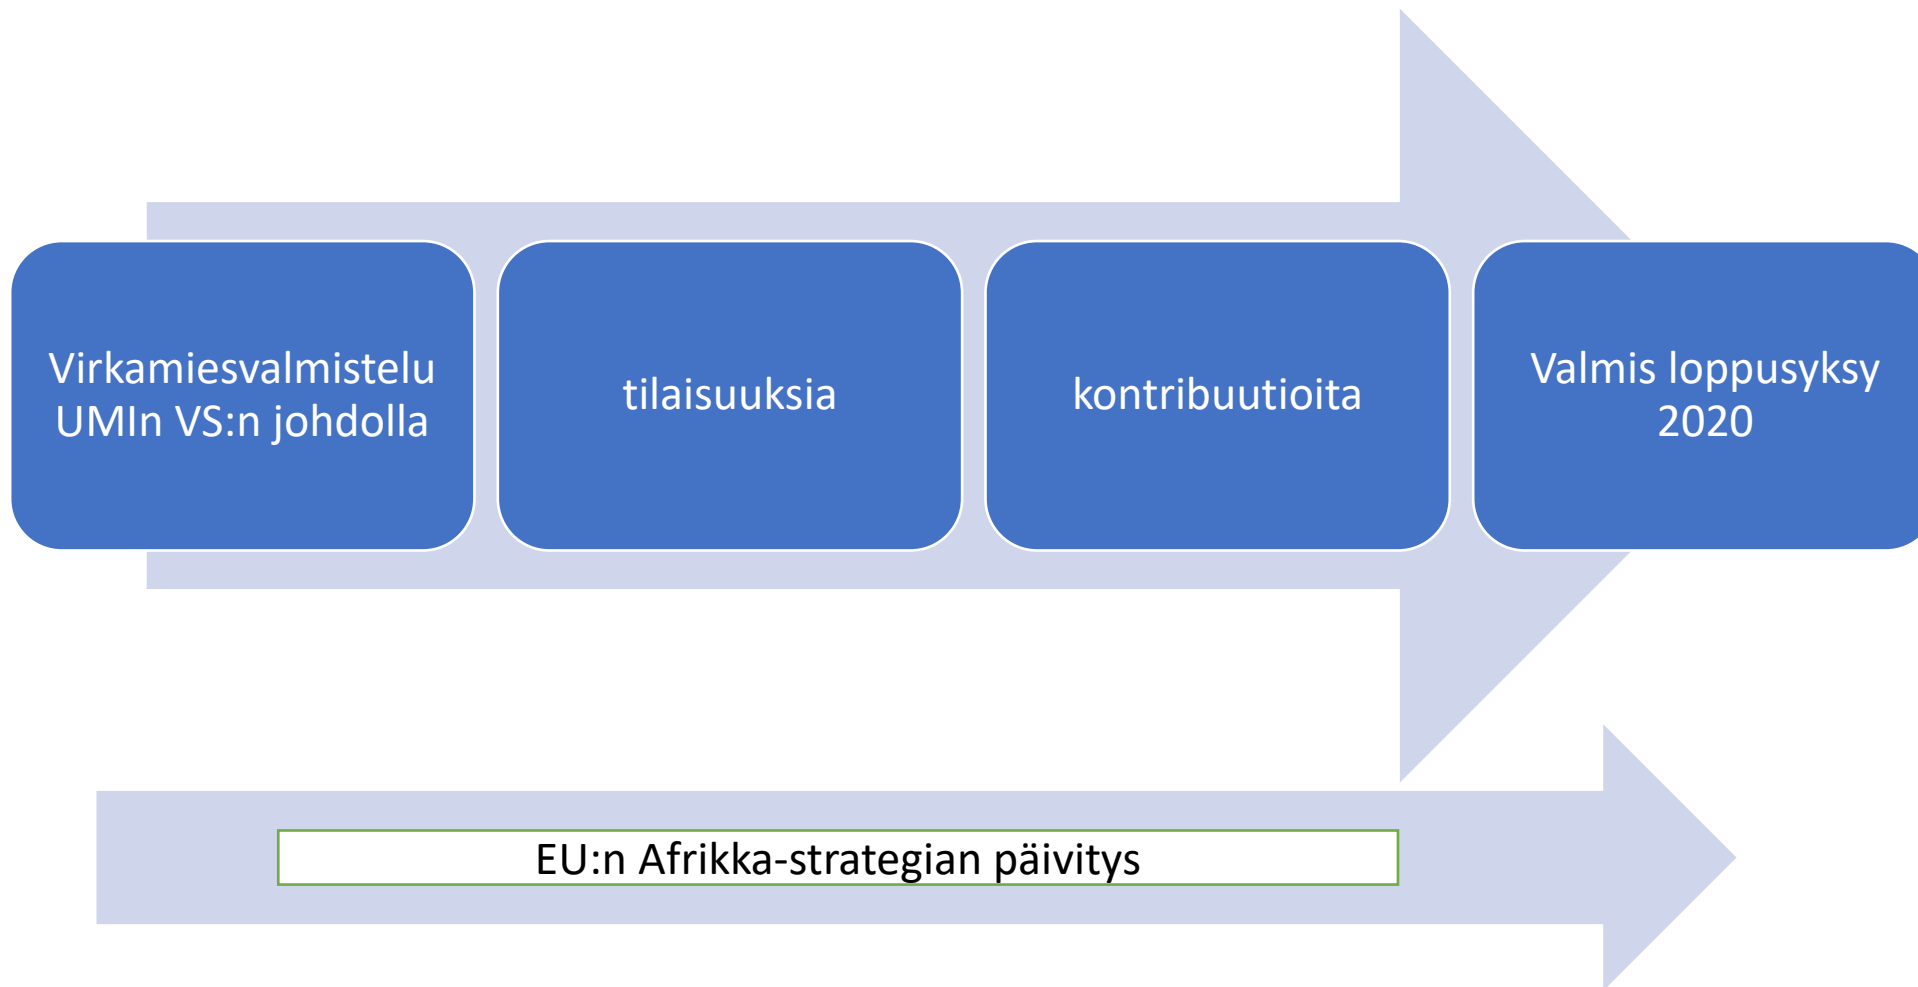 Virkamiesvalmistelu
UMIn VS:n johdolla
tilaisuuksia
kontribuutioita
Valmis loppusyksy
2020
EU:n Afrikka-strategian päivitys